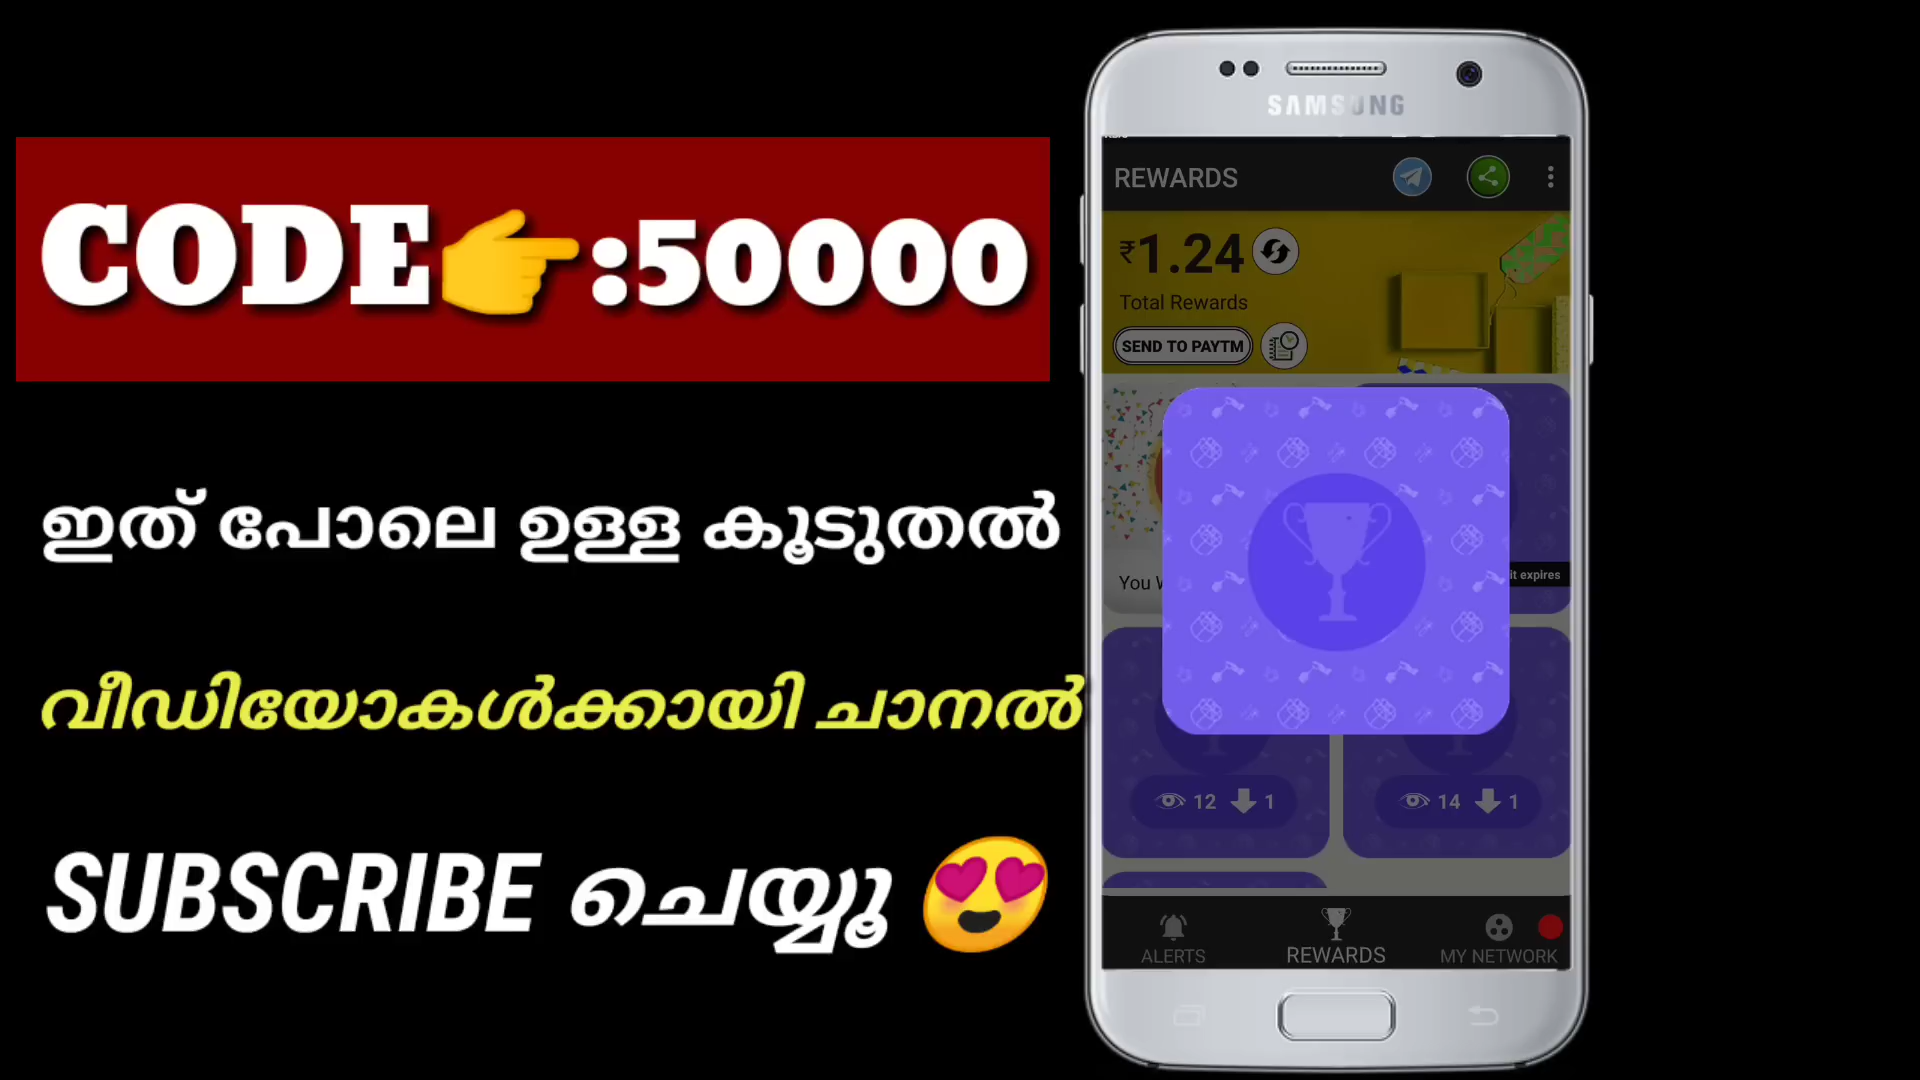 CODE👉:50000
ഇത് പോലെ ഉള്ള കൂടുതൽ
വീഡിയോകൾക്കായി ചാനൽ
SUBSCRIBE ചെയ്യൂ 😍
SAMSUNG
REWARDS
₹1.24
Total Rewards
SEND TO PAYTM
You
it expires
12 1
14 1
ALERTS
REWARDS
MY NETWORK